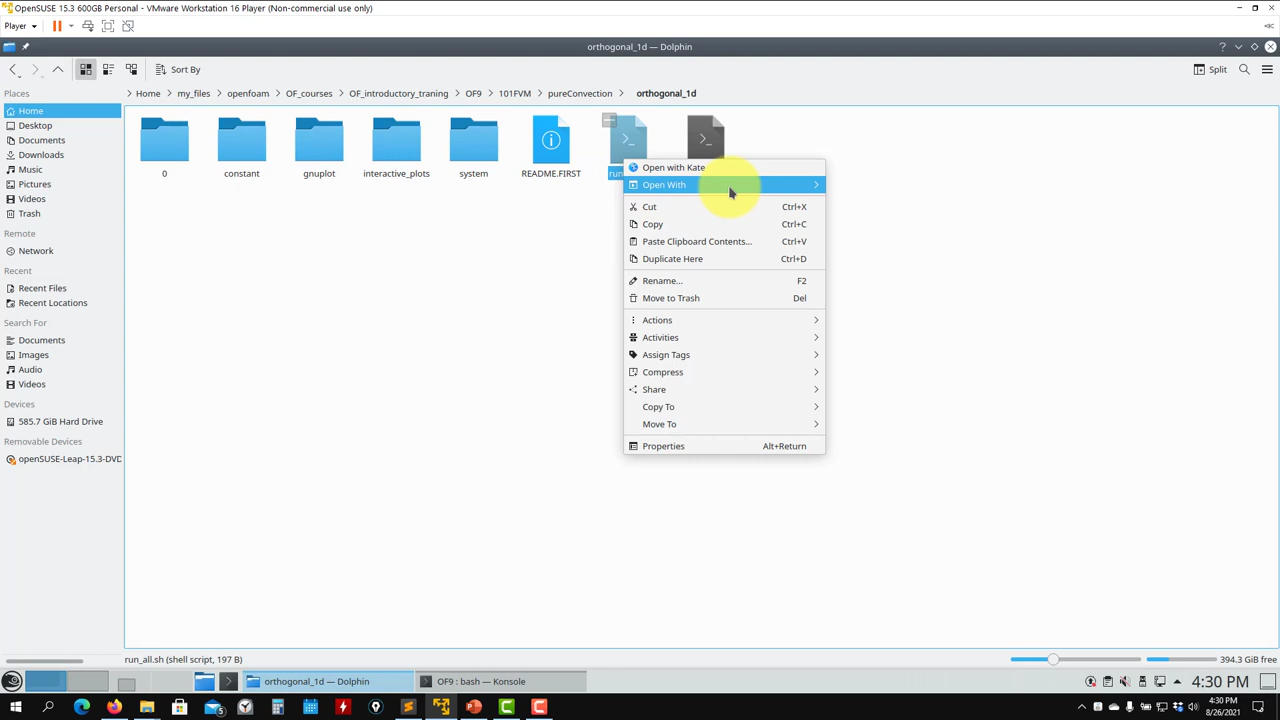 OpenSUSE 15.3 600GB Personal - VMware Workstation 16 Player (Non-commercial use only)
Player
orthogonal_1d — Dolphin
Sort By
Split
Places
Home
my_files
openfoam
OF_courses
OF_introductory_traning
OF9
101FVM
pureConvection
orthogonal_1d
Home
Desktop
Documents
Downloads
Music
Pictures
Videos
Trash
Remote
Network
Recent
Recent Files
Recent Locations
Search For
Documents
Images
Audio
Videos
Devices
585.7 GiB Hard Drive
Removable Devices
openSUSE-Leap-15.3-DVD
0
constant
gnuplot
interactive_plots
system
README.FIRST
Open with Kate
Open With
Cut Ctrl+X
Copy Ctrl+C
Paste Clipboard Contents... Ctrl+V
Duplicate Here Ctrl+D
Rename... F2
Move to Trash Del
Actions
Activities
Assign Tags
Compress
Share
Copy To
Move To
Properties Alt+Return
run_all.sh (shell script, 197 B)
394.3 GiB free
orthogonal_1d — Dolphin
OF9 : bash — Konsole
4:30 PM
4:30 PM
8/26/2021